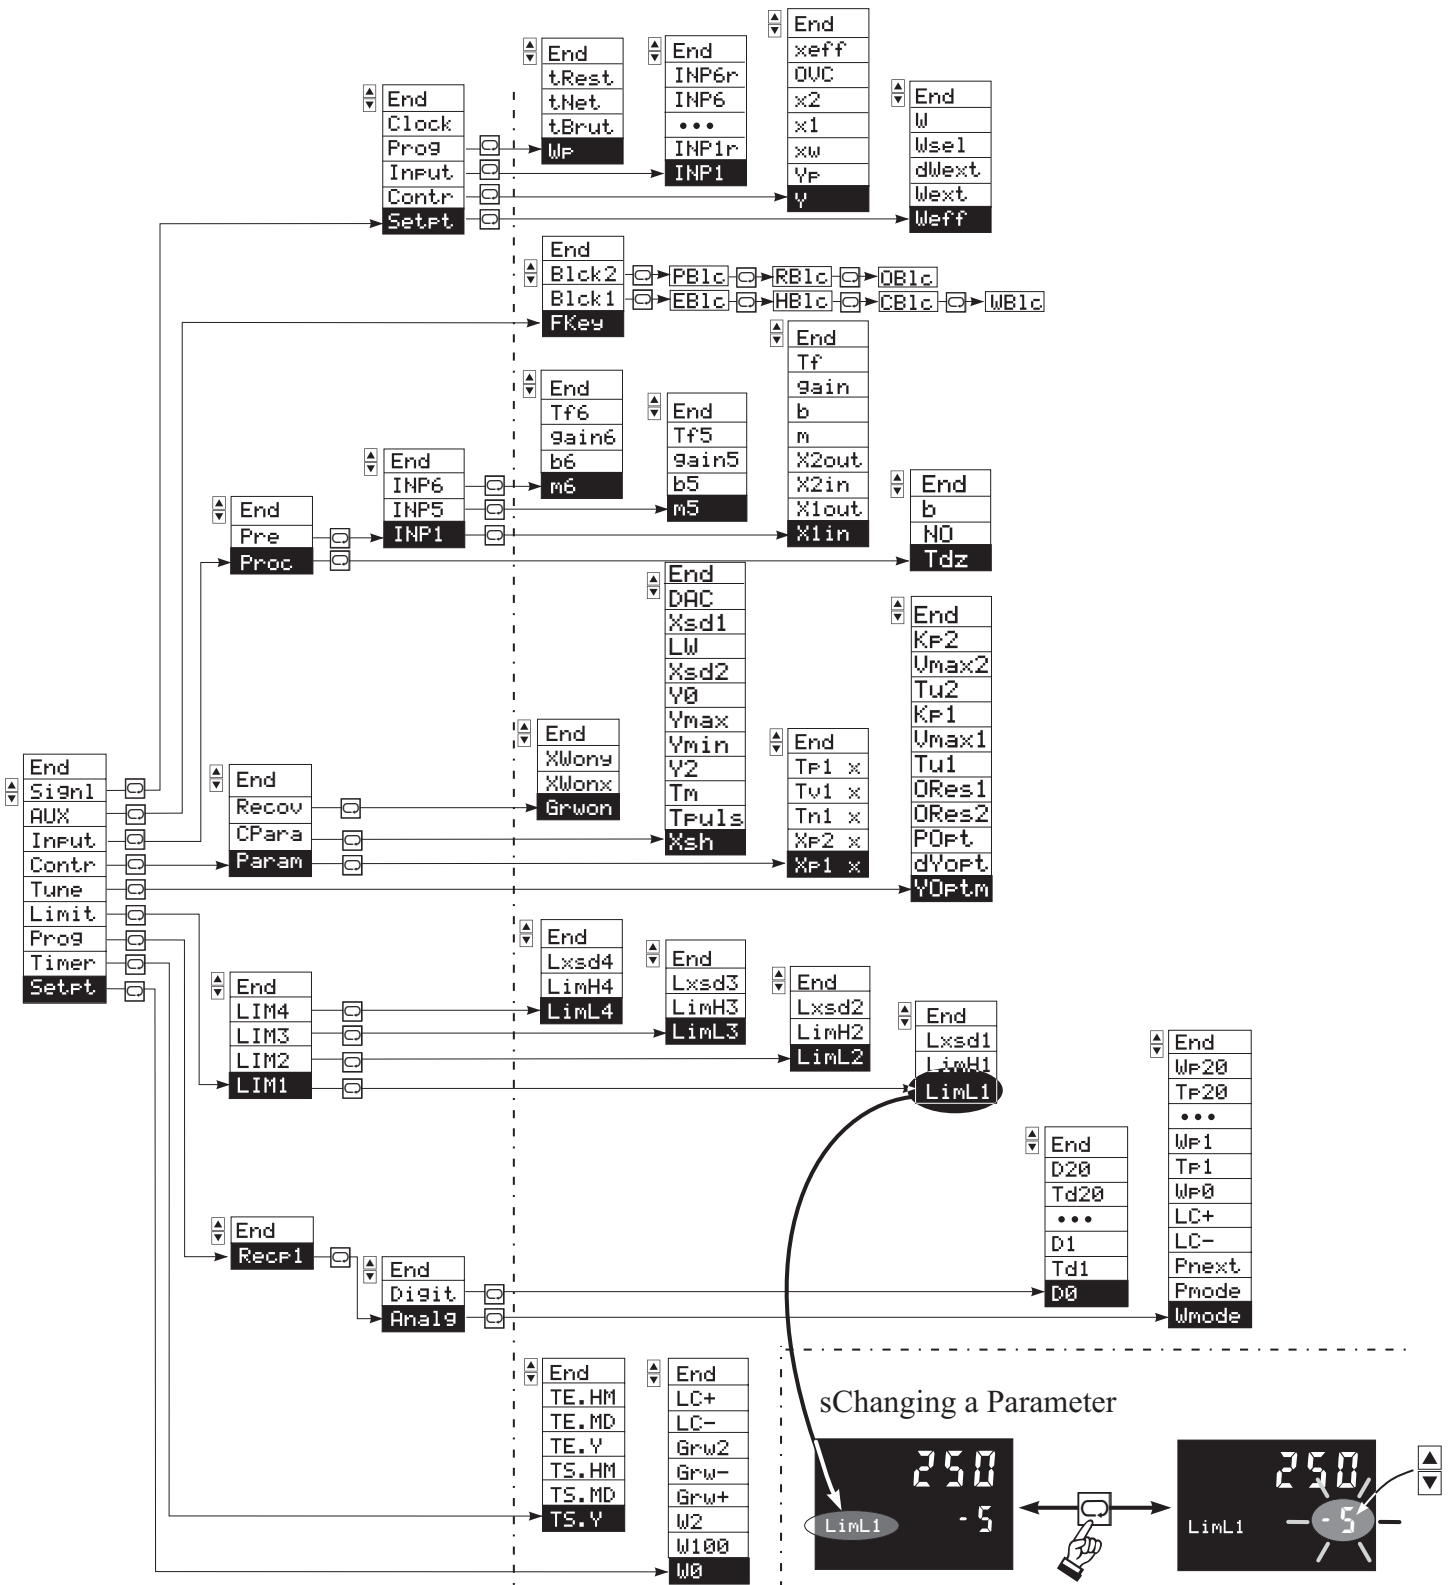 End
Signl
AUX
Input
Contr
Tune
Limit
Prog
Timer
Setpt
End
Clock
Prog
Input
Contr
Setpt
End
tRest
tNet
tBrut
Wp
End
INP6r
INP6
•••
INP1r
INP1
End
xeff
OVC
x2
x1
xw
Yp
Y
End
W
Wsel
dWext
Wext
Weff
End
Blck2
Blck1
FKey
PBlc
RBlc
OBlc
EBlc
HBlc
CBlc
WBlc
End
Pre
Proc
End
INP6
INP5
INP1
End
Tf6
gain6
b6
m6
End
Tf5
gain5
b5
m5
End
Tf
gain
b
m
X2out
X2in
X1out
X1in
End
b
NO
Tdz
End
Recov
CPara
Param
End
XWony
XWonx
Grwon
End
DAC
Xsd1
LW
Xsd2
Y0
Ymax
Ymin
Y2
Tm
Tpuls
Xsh
End
Tp1 x
Tv1 x
Tn1 x
Xp2 x
Xp1 x
End
Kp2
Vmax2
Tu2
Kp1
Vmax1
Tu1
ORes1
ORes2
POpt
dYopt
YOptm
End
LIM4
LIM3
LIM2
LIM1
End
Lxsd4
LimH4
LimL4
End
Lxsd3
LimH3
LimL3
End
Lxsd2
LimH2
LimL2
End
Lxsd1
LimH1
LimL1
End
Recp1
End
Digit
Analg
End
D20
Td20
•••
D1
Td1
D0
End
Wp20
Tp20
•••
Wp1
Tp1
Wp0
LC+
LC-
Pnext
Pmode
Wmode
End
TE.HM
TE.MD
TE.Y
TS.HM
TS.MD
TS.Y
End
LC+
LC-
Grw2
Grw-
Grw+
W2
W100
W0
sChanging a Parameter
250
LimL1 -5
250
LimL1 -5